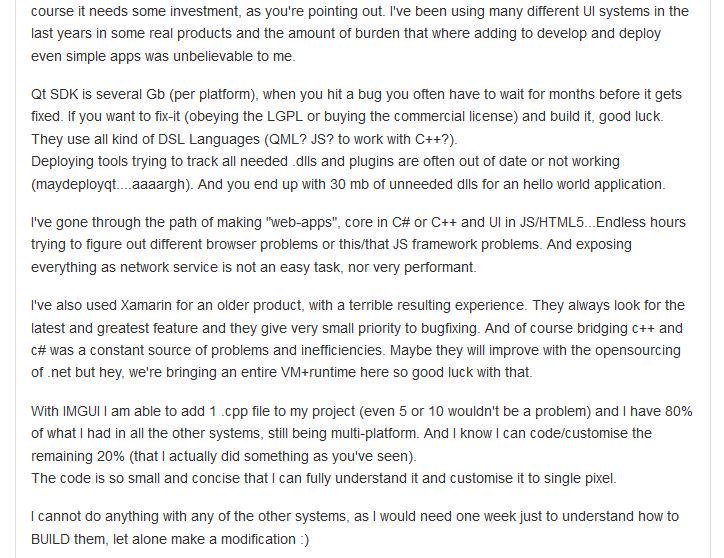 course it needs some investment, as you're pointing out. I've been using many different UI systems in the
last years in some real products and the amount of burden that where adding to develop and deploy
even simple apps was unbelievable to me.
Qt SDK is several Gb (per platform), when you hit a bug you often have to wait for months before it gets
fixed. If you want to fix-it (obeying the LGPL or buying the commercial license) and build it, good luck.
They use all kind of DSL Languages (QML? JS? to work with C++?).
Deploying tools trying to track all needed .dlls and plugins are often out of date or not working
(maydeployqt....aaaargh). And you end up with 30 mb of unneeded dlls for an hello world application.
I've gone through the path of making "web-apps", core in C# or C++ and UI in JS/HTML5...Endless hours
trying to figure out different browser problems or this/that JS framework problems. And exposing
everything as network service is not an easy task, nor very performant.
I've also used Xamarin for an older product, with a terrible resulting experience. They always look for the
latest and greatest feature and they give very small priority to bugfixing. And of course bridging c++ and
c# was a constant source of problems and inefficiencies. Maybe they will improve with the opensourcing
of .net but hey, we're bringing an entire VM+runtime here so good luck with that.
With IMGUI I am able to add 1 .cpp file to my project (even 5 or 10 wouldn't be a problem) and I have 80%
of what I had in all the other systems, still being multi-platform. And I know I can code/customise the
remaining 20% (that I actually did something as you've seen).
The code is so small and concise that I can fully understand it and customise it to single pixel.
I cannot do anything with any of the other systems, as I would need one week just to understand how to
BUILD them, let alone make a modification :)